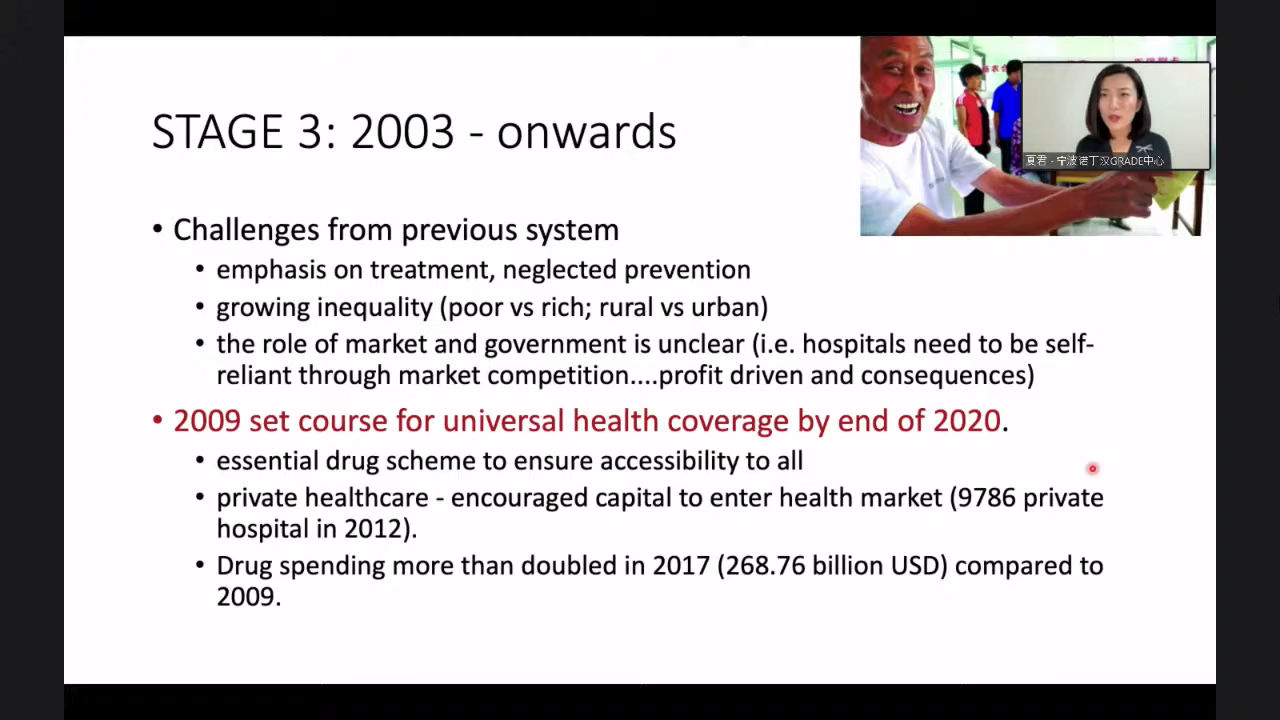 STAGE 3: 2003 - onwards
夏君 - 宁波诺丁汉GRADE中心
• Challenges from previous system
• emphasis on treatment, neglected prevention
• growing inequality (poor vs rich; rural vs urban)
• the role of market and government is unclear (i.e. hospitals need to be self-
reliant through market competition....profit driven and consequences)
• 2009 set course for universal health coverage by end of 2020.
• essential drug scheme to ensure accessibility to all
• private healthcare - encouraged capital to enter health market (9786 private
hospital in 2012).
• Drug spending more than doubled in 2017 (268.76 billion USD) compared to
2009.